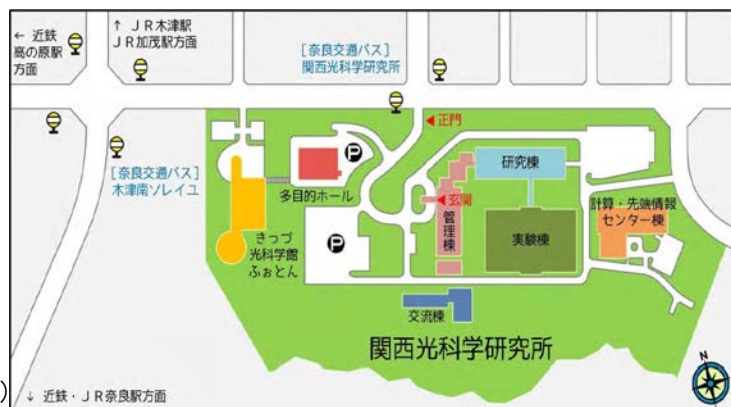 ← 近鉄
高の原駅
方面
↑ JR木津駅
JR加茂駅方面
[奈良交通バス]
関西光科学研究所
正門
[奈良交通バス]
木津南ソレイユ
P
多目的ホール
研究棟
玄関
管理棟
実験棟
計算・先端情報
センター棟
きっづ
光科学館
ふぉとん
P
交流棟
関西光科学研究所
N
) ↓ 近鉄・JR奈良駅方面